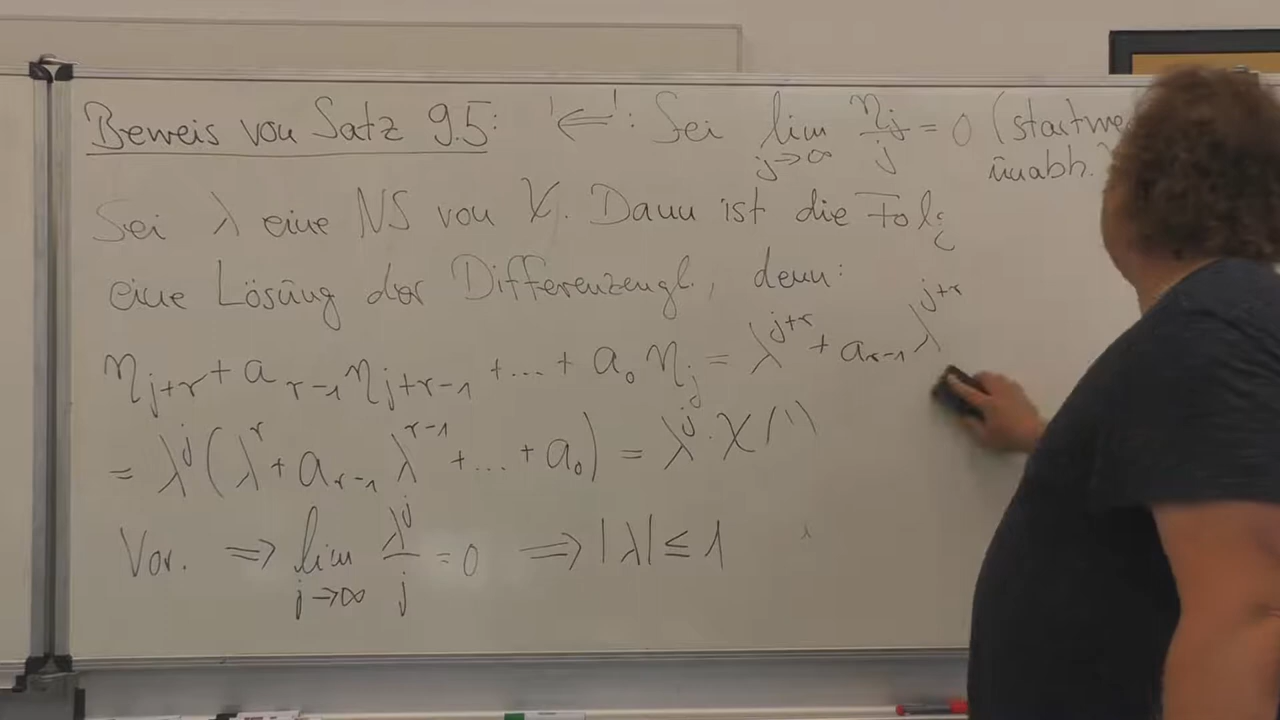 Beweis von Satz 9.5: '⇐': Sei lim_{j→∞} η_j/j = 0 (startwe
unabh.
Sei λ eine NS von χ. Dann ist die Fol
eine Lösung der Differenzengl., denn:
η_{j+r} + a_{r-1} η_{j+r-1} + ... + a_0 η_j = λ^{j+r} + a_{r-1} λ^{j+r}
= λ^j (λ^r + a_{r-1} λ^{r-1} + ... + a_0) = λ^j · χ(
Vor. ⇒ lim_{j→∞} λ^j/j = 0 ⇒ |λ| ≤ 1